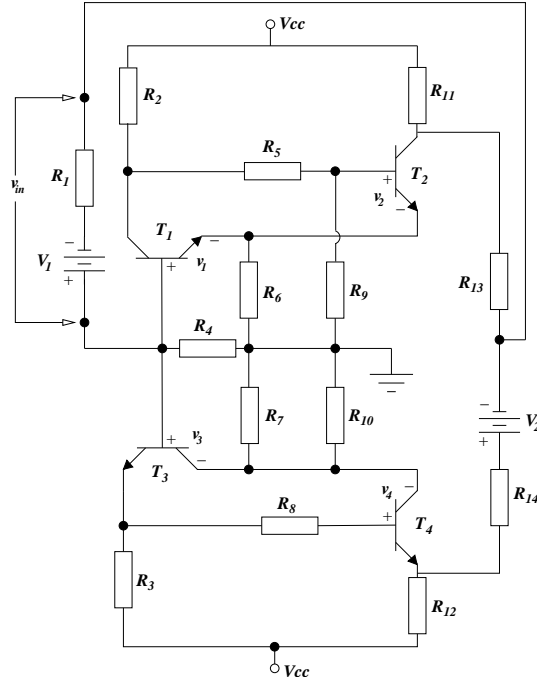 Vcc
R2
R11
vin
R1
R5
T2
+
v2
T1
−
−
−
V1
+
v1
+
R6
R9
R13
R4
−
V2
+
R7
R10
v3
+
−
T3
−
v4
R14
R8
+
T4
R3
R12
Vcc